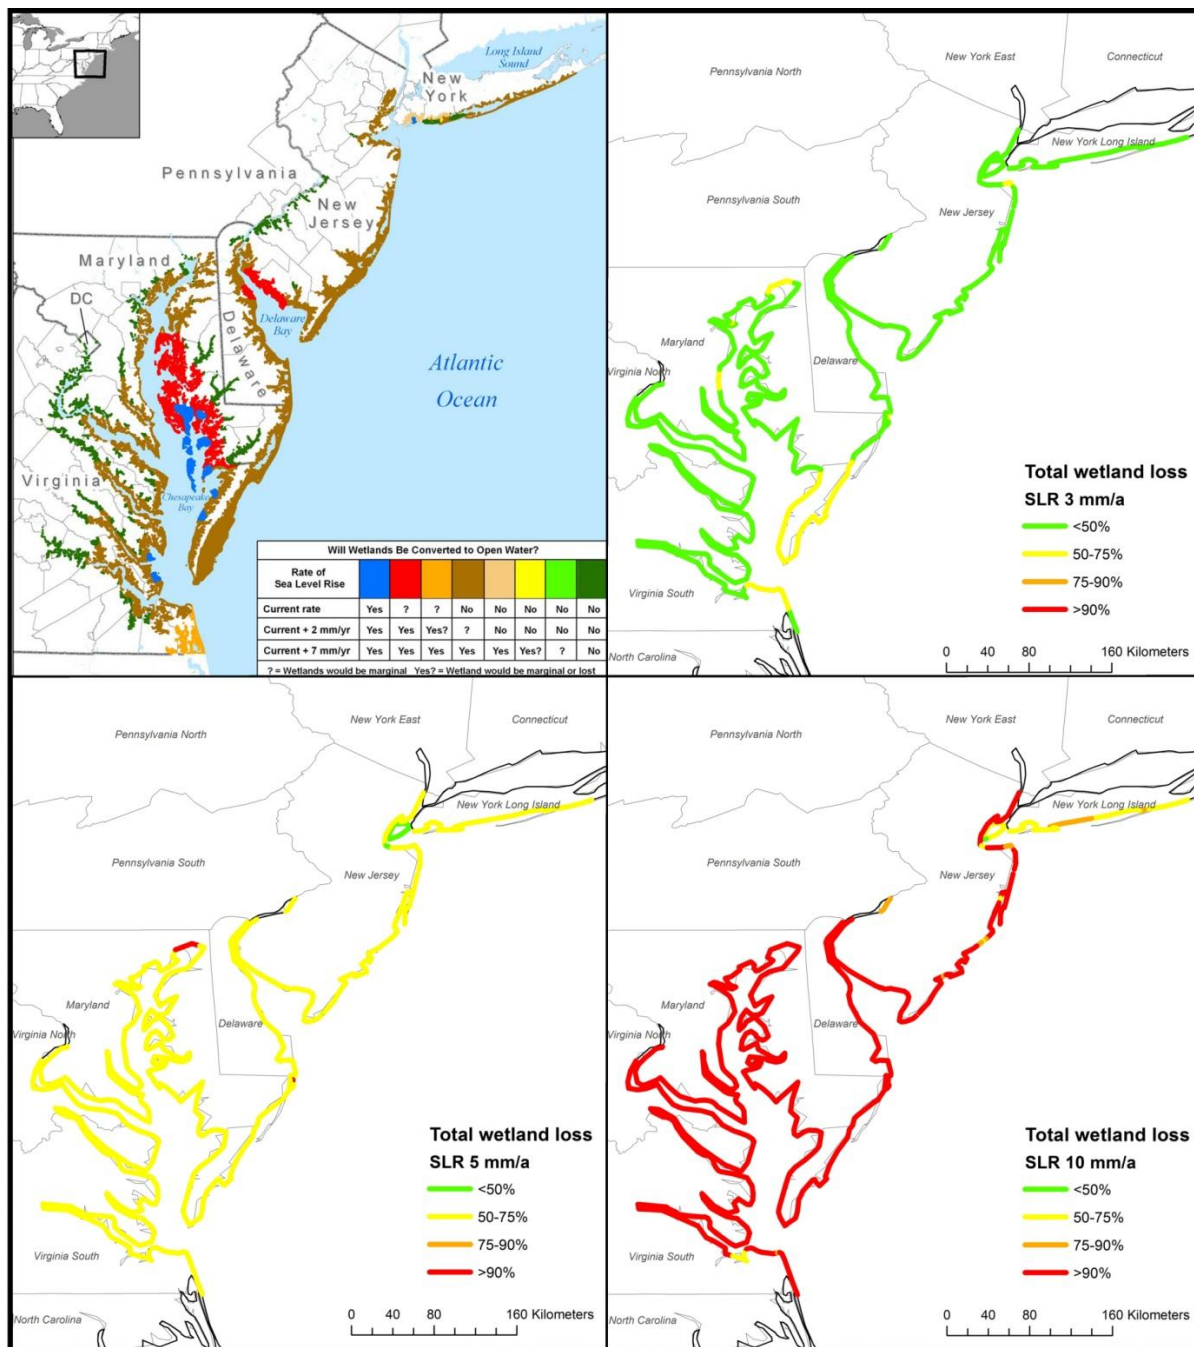 Long Island
Sound
New
York
Pennsylvania
New
Jersey
Maryland
DC
Delaware
Delaware
Bay
Atlantic
Ocean
Virginia
Chesapeake
Bay
Will Wetlands Be Converted to Open Water?
Rate of
Sea Level Rise
Current rate Yes ? ? No No No No No
Current + 2 mm/yr Yes Yes Yes? ? No No No No
Current + 7 mm/yr Yes Yes Yes Yes Yes Yes? ? No
? = Wetlands would be marginal Yes? = Wetland would be marginal or lost
New York East
Connecticut
Pennsylvania North
New York Long Island
Pennsylvania South
New Jersey
Maryland
Delaware
Virginia North
Virginia South
North Carolina
Total wetland loss
SLR 3 mm/a
<50%
50-75%
75-90%
>90%
0 40 80 160 Kilometers
New York East
Connecticut
Pennsylvania North
New York Long Island
Pennsylvania South
New Jersey
Maryland
Delaware
Virginia North
Virginia South
North Carolina
Total wetland loss
SLR 5 mm/a
<50%
50-75%
75-90%
>90%
0 40 80 160 Kilometers
New York East
Connecticut
Pennsylvania North
New York Long Island
Pennsylvania South
New Jersey
Maryland
Delaware
Virginia North
Virginia South
North Carolina
Total wetland loss
SLR 10 mm/a
<50%
50-75%
75-90%
>90%
0 40 80 160 Kilometers